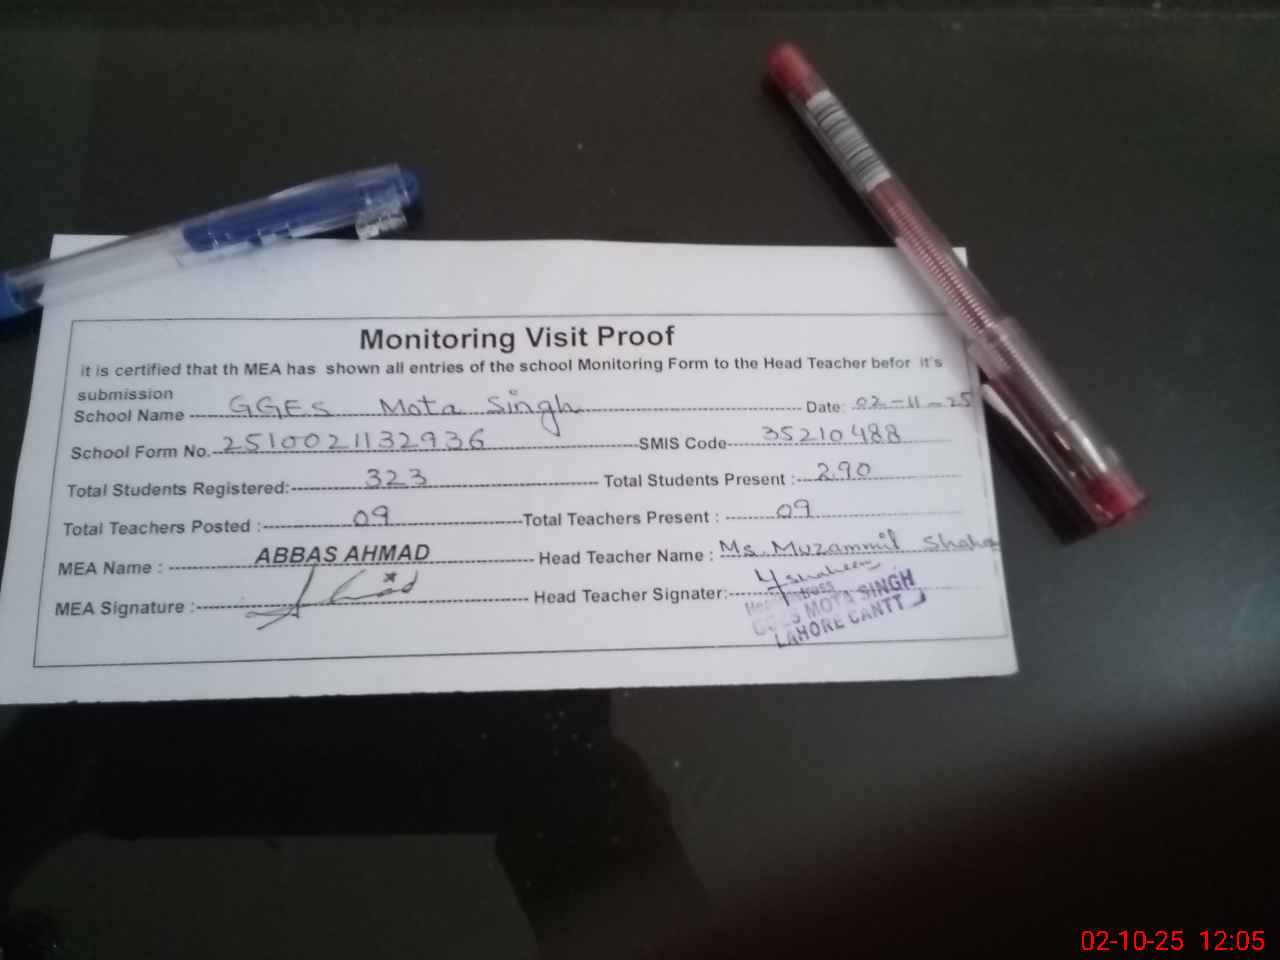 Monitoring Visit Proof
it is certified that th MEA has shown all entries of the school Monitoring Form to the Head Teacher befor it's
submission
School Name GGES Mota Singh Date: 02-11-25
School Form No. 2510021132936 SMIS Code 35210488
Total Students Registered: 323 Total Students Present : 290
Total Teachers Posted : 09 Total Teachers Present : 09
MEA Name : ABBAS AHMAD Head Teacher Name : Ms. Muzammil
MEA Signature : Head Teacher Signater:
MOTA SINGH
LAHORE CANTT
02-10-25 12:05